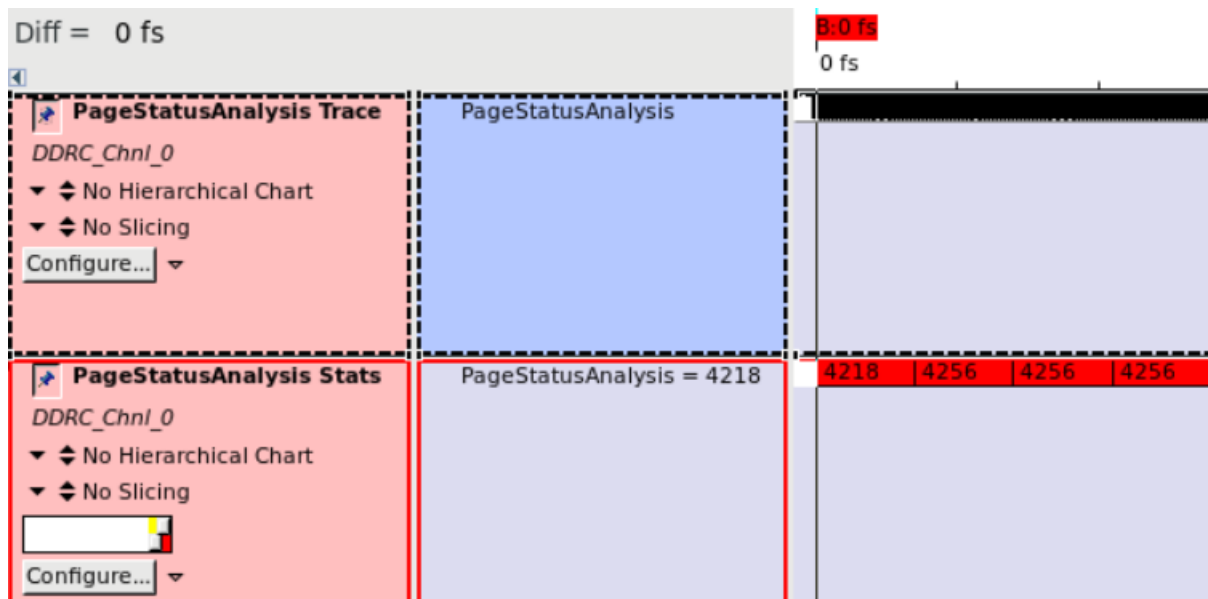 Diff = 0 fs
B:0 fs
0 fs
PageStatusAnalysis Trace
PageStatusAnalysis
DDRC_Chnl_0
No Hierarchical Chart
No Slicing
Configure...
PageStatusAnalysis Stats
PageStatusAnalysis = 4218
4218 4256 4256 4256
DDRC_Chnl_0
No Hierarchical Chart
No Slicing
Configure...